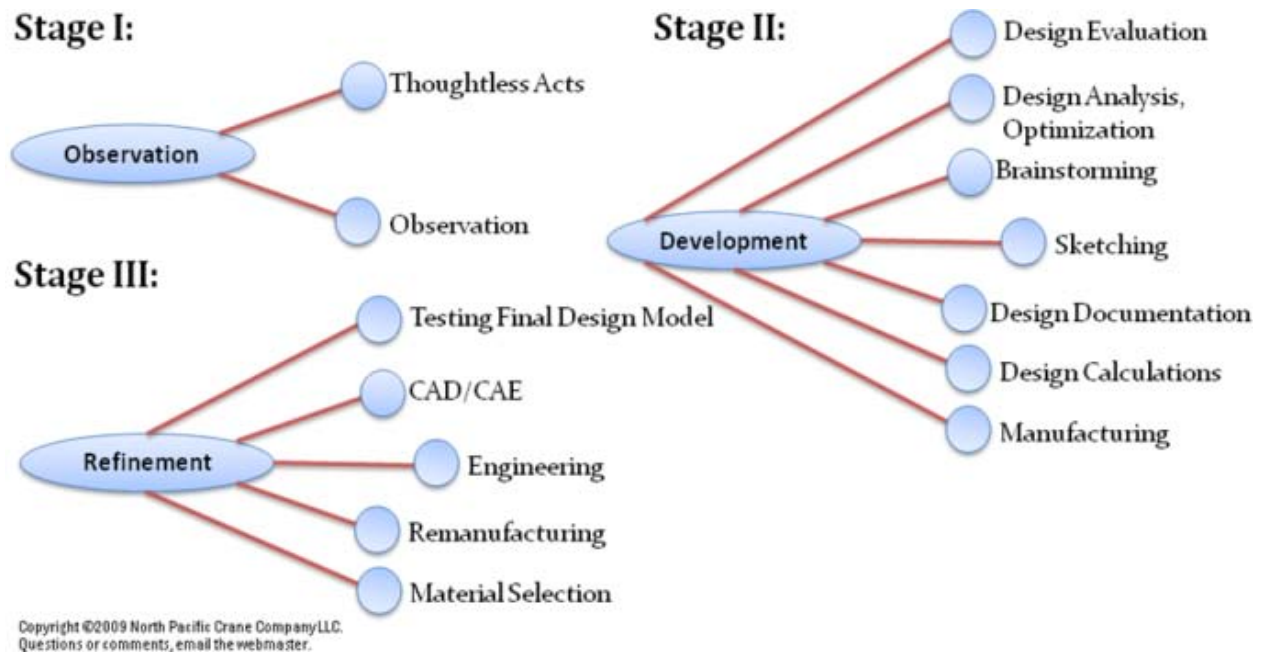 Stage I:
Thoughtless Acts
Observation
Observation
Stage II:
Design Evaluation
Design Analysis,
Optimization
Brainstorming
Development
Sketching
Design Documentation
Design Calculations
Manufacturing
Stage III:
Testing Final Design Model
CAD/CAE
Refinement
Engineering
Remanufacturing
Material Selection
Copyright ©2009 North Pacific Crane Company LLC.
Questions or comments, email the webmaster.